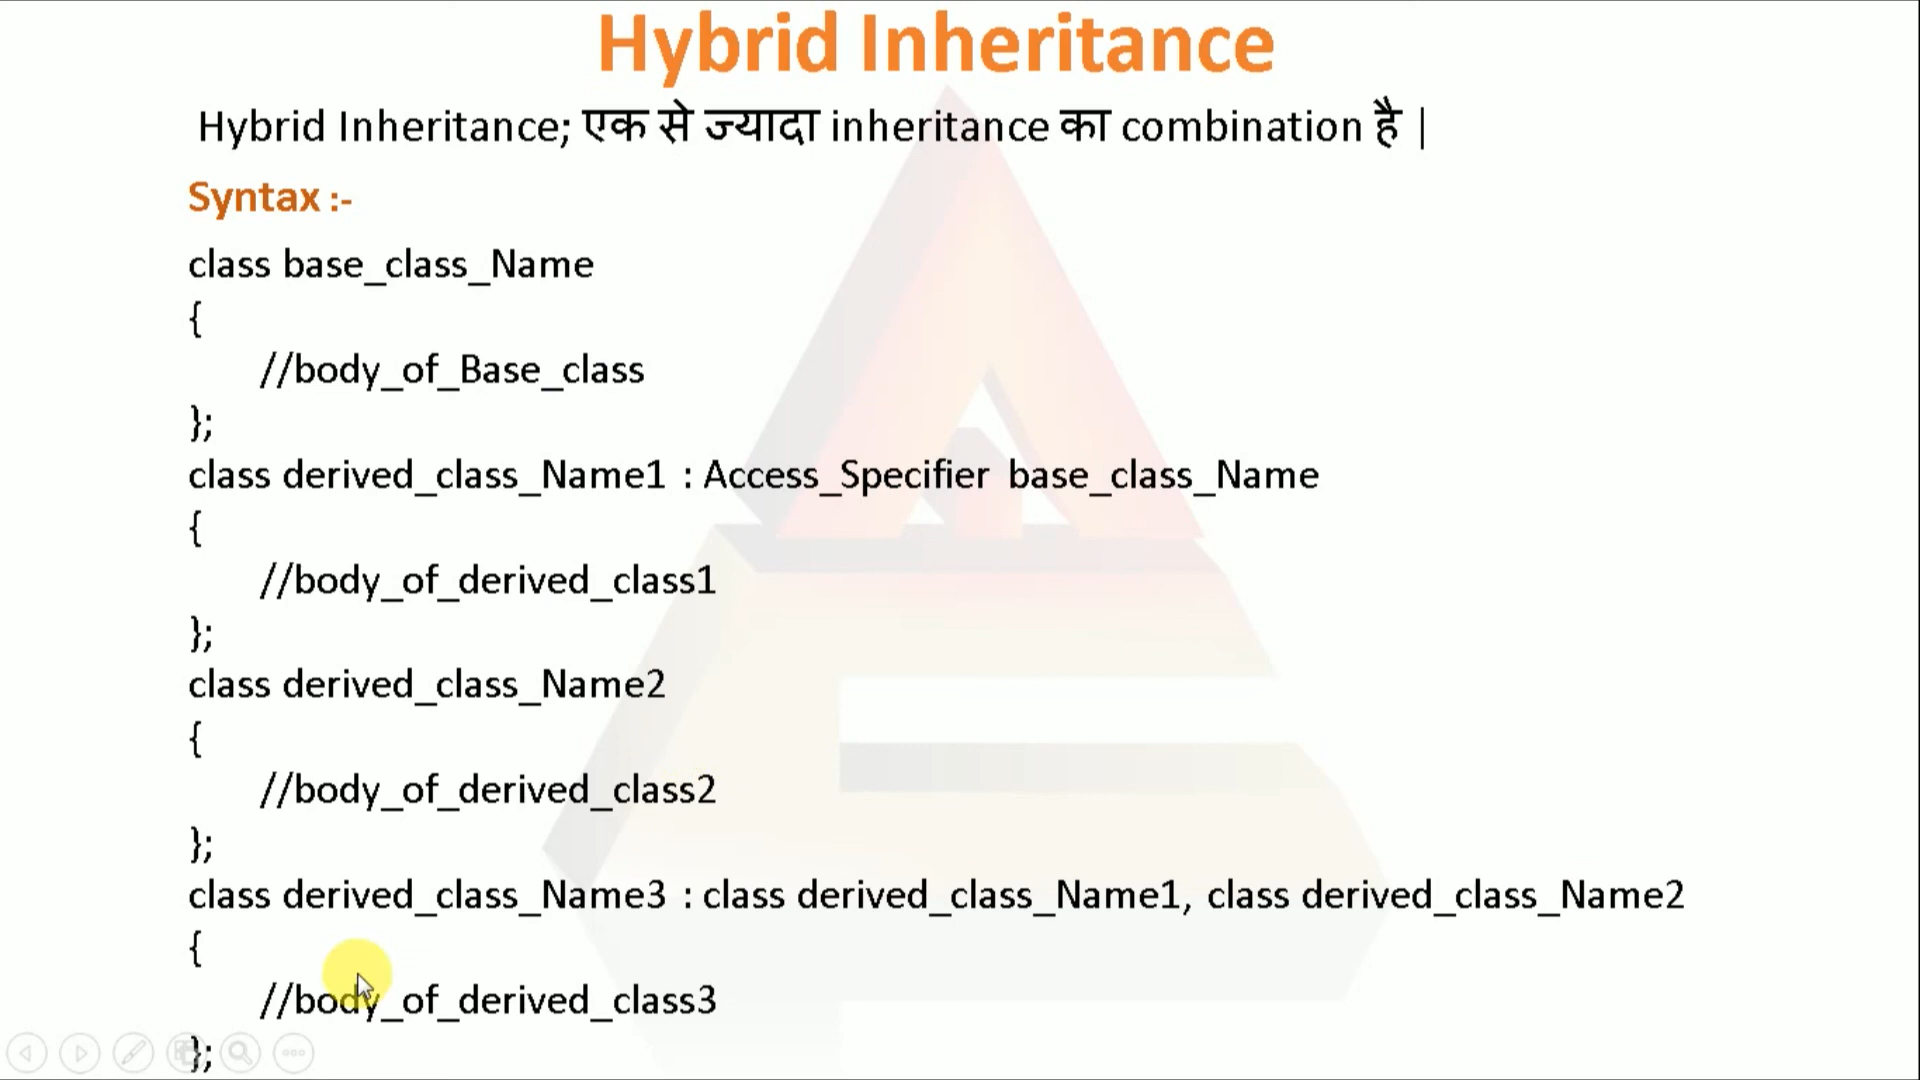 Hybrid Inheritance
Hybrid Inheritance; एक से ज्यादा inheritance का combination है |
Syntax :-
class base_class_Name
{
//body_of_Base_class
};
class derived_class_Name1 : Access_Specifier base_class_Name
{
//body_of_derived_class1
};
class derived_class_Name2
{
//body_of_derived_class2
};
class derived_class_Name3 : class derived_class_Name1, class derived_class_Name2
{
//body_of_derived_class3
};